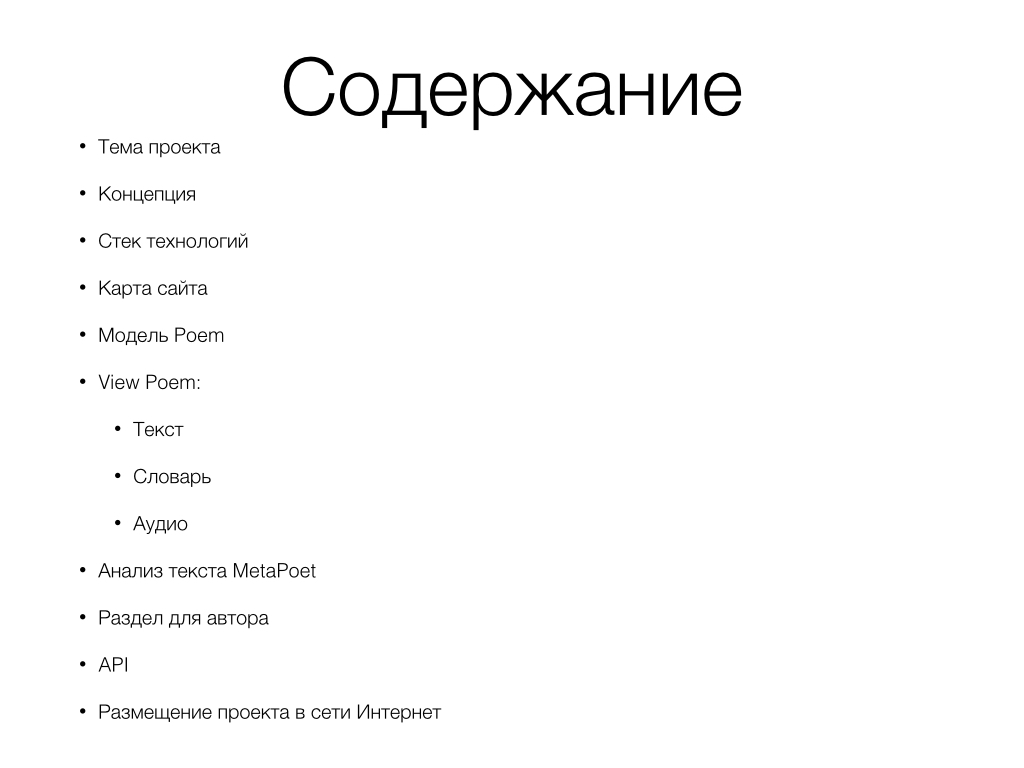 Содержание
• Тема проекта
• Концепция
• Стек технологий
• Карта сайта
• Модель Poem
• View Poem:
• Текст
• Словарь
• Аудио
• Анализ текста MetaPoet
• Раздел для автора
• API
• Размещение проекта в сети Интернет